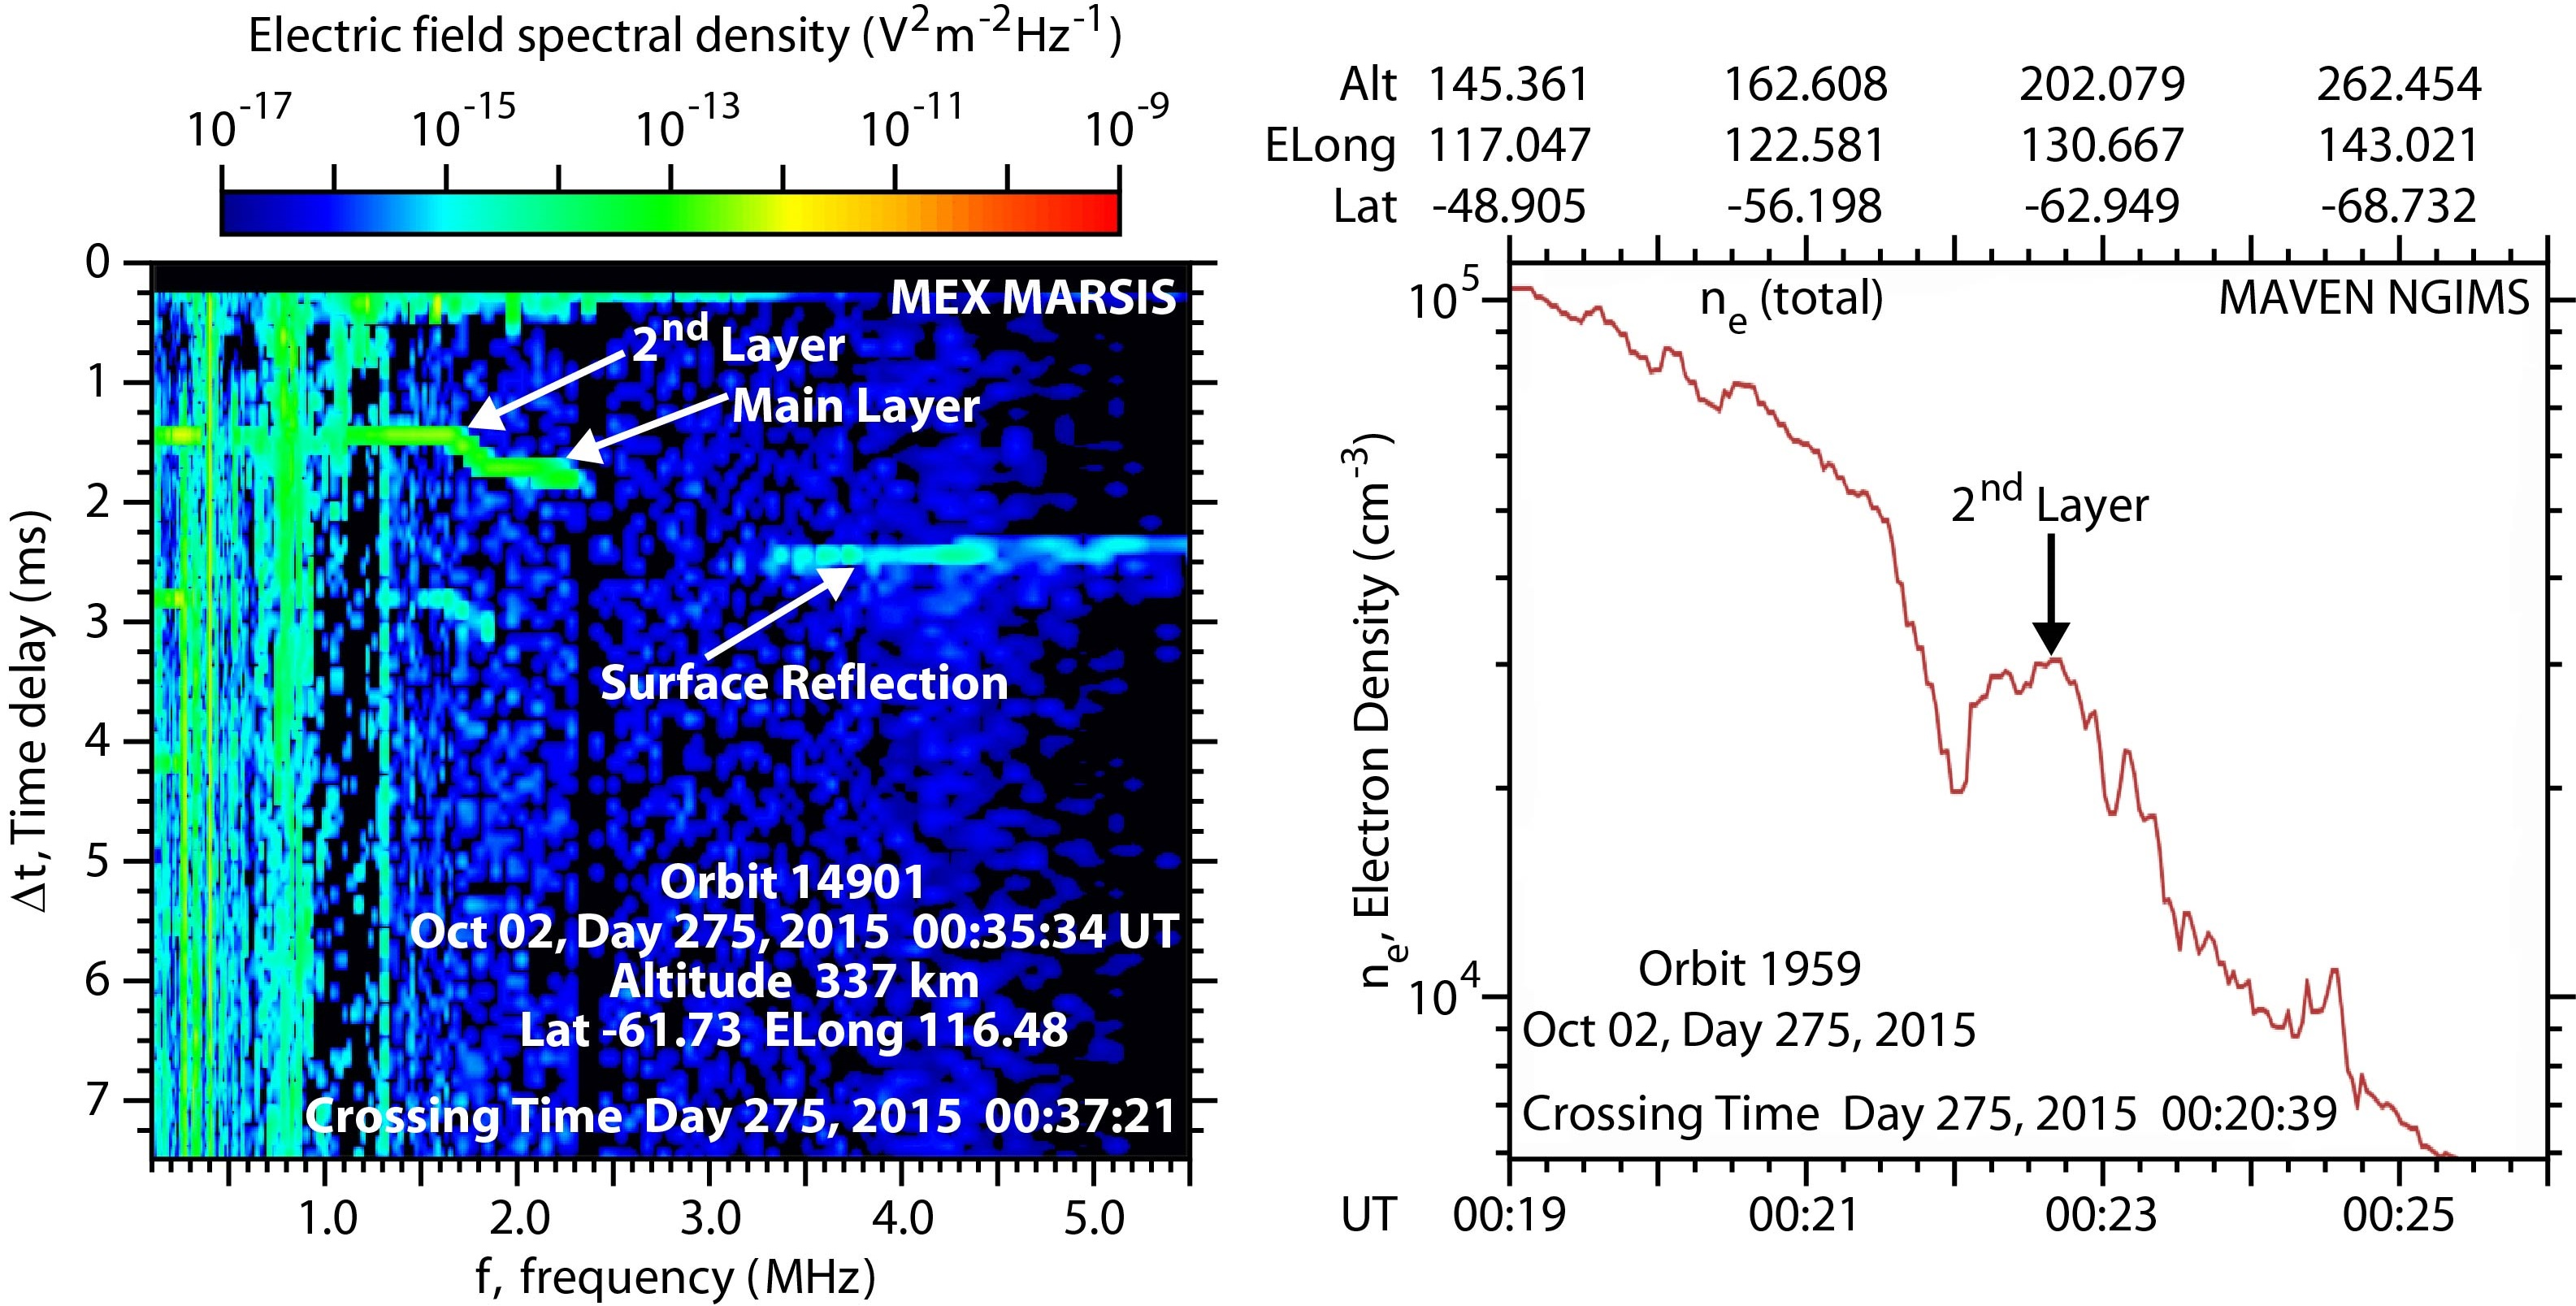 Electric field spectral density (V²m⁻²Hz⁻¹)
10⁻¹⁷ 10⁻¹⁵ 10⁻¹³ 10⁻¹¹ 10⁻⁹
0
1
2
3
4
5
6
7
Δt, Time delay (ms)
MEX MARSIS
2nd Layer
Main Layer
Surface Reflection
Orbit 14901
Oct 02, Day 275, 2015 00:35:34 UT
Altitude 337 km
Lat -61.73 ELong 116.48
Crossing Time Day 275, 2015 00:37:21
1.0 2.0 3.0 4.0 5.0
f, frequency (MHz)
Alt 145.361 162.608 202.079 262.454
ELong 117.047 122.581 130.667 143.021
Lat -48.905 -56.198 -62.949 -68.732
10⁵
10⁴
nₑ, Electron Density (cm⁻³)
nₑ (total)
MAVEN NGIMS
2nd Layer
Orbit 1959
Oct 02, Day 275, 2015
Crossing Time Day 275, 2015 00:20:39
UT 00:19 00:21 00:23 00:25